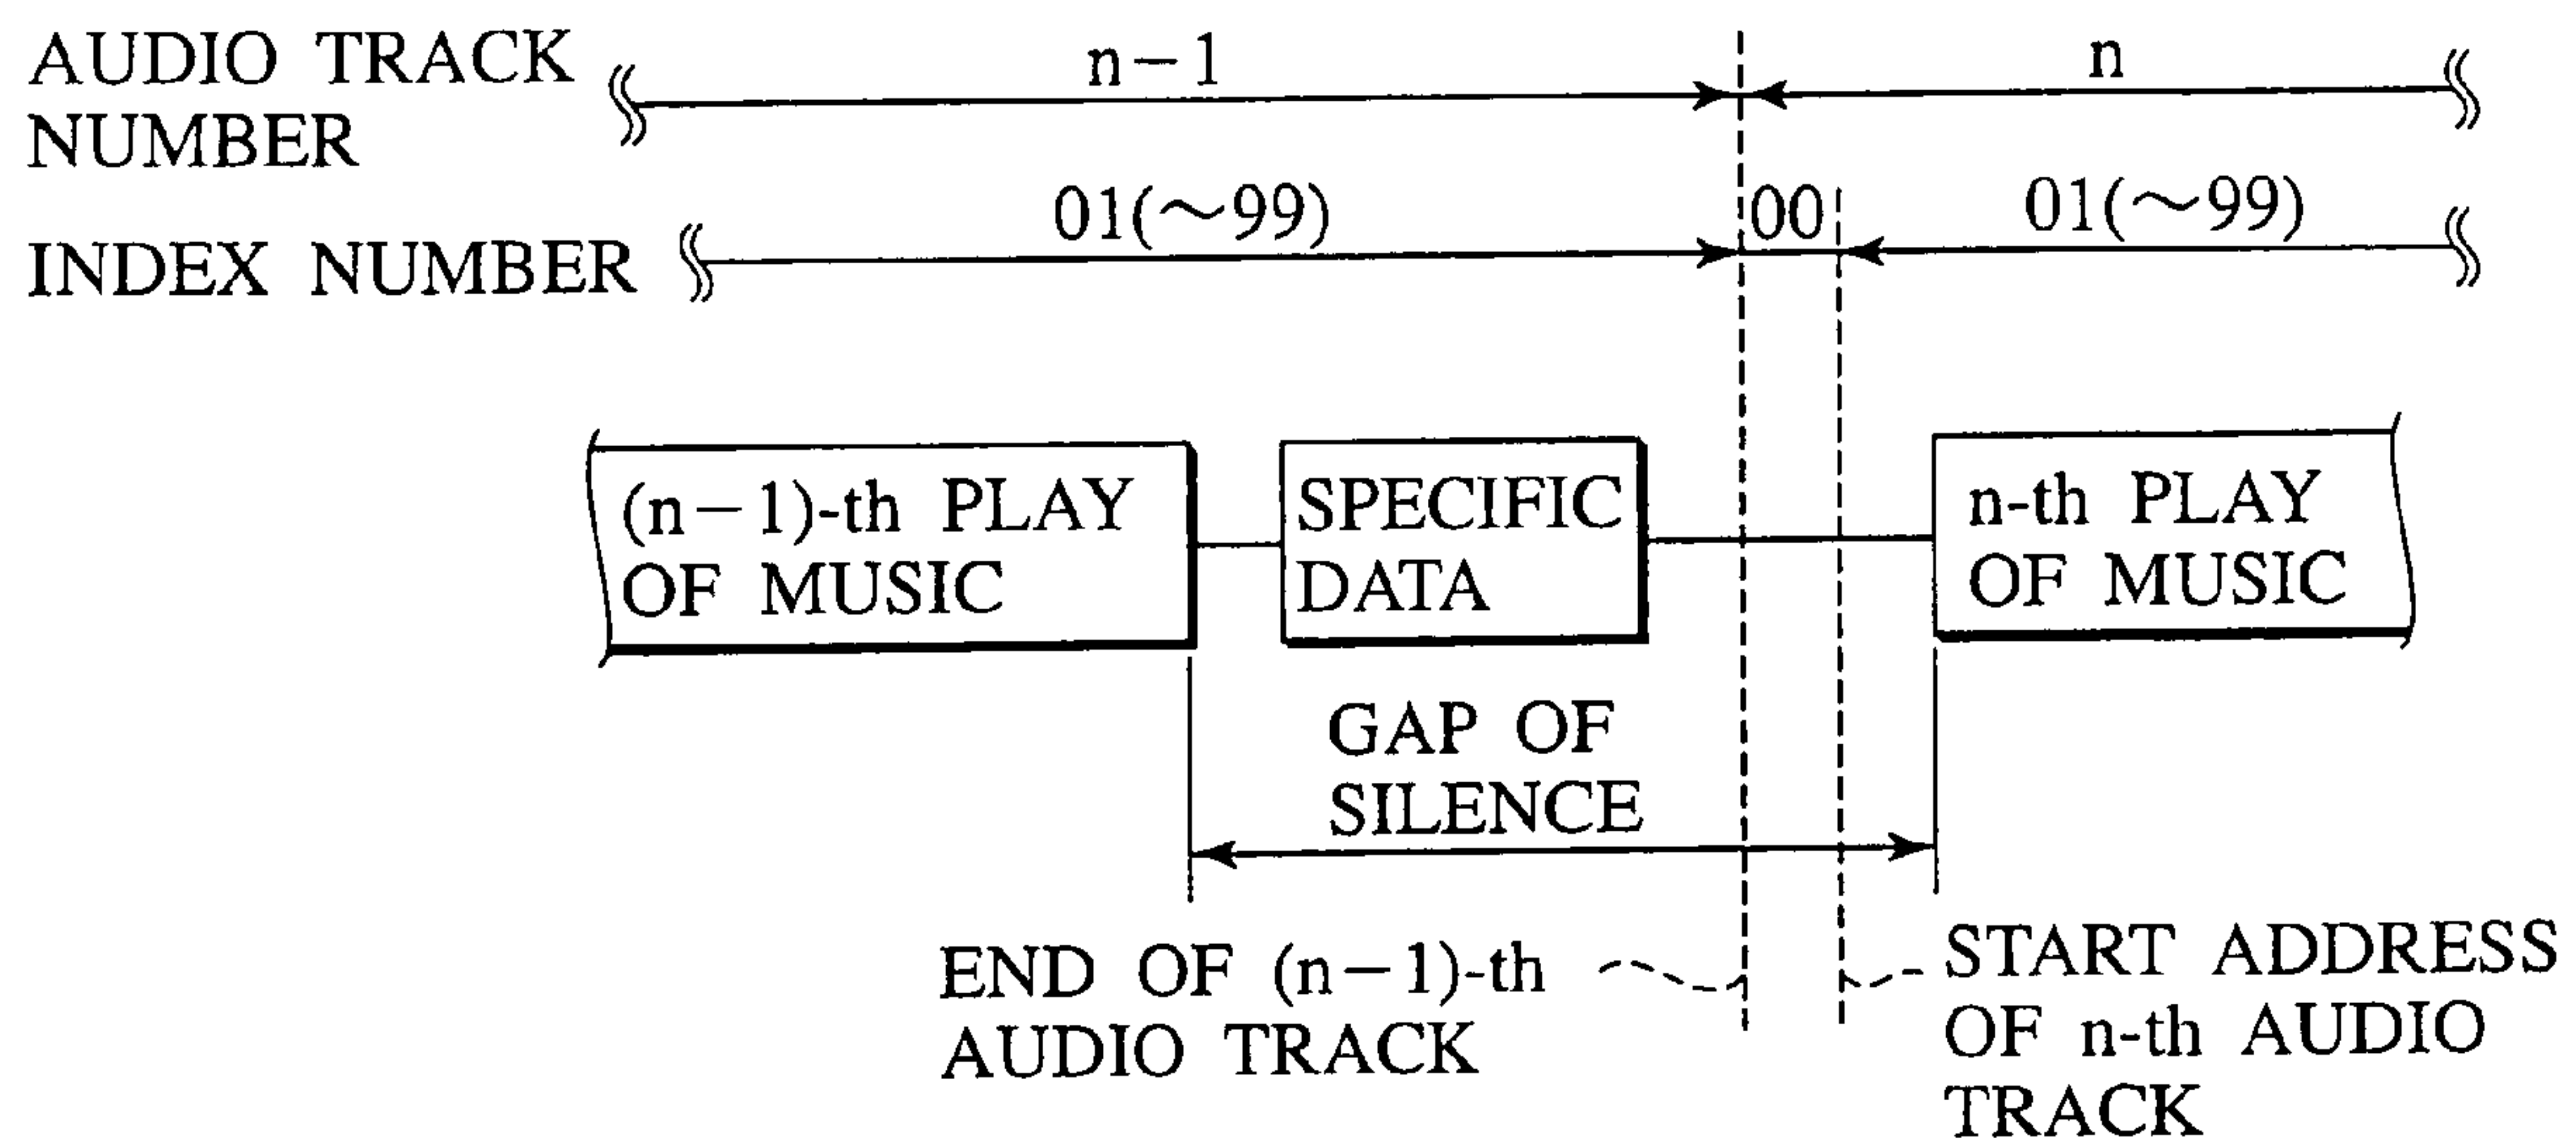 AUDIO TRACK
NUMBER
n−1
n
INDEX NUMBER
01(～99)
00
01(～99)
(n−1)-th PLAY
OF MUSIC
SPECIFIC
DATA
n-th PLAY
OF MUSIC
GAP OF
SILENCE
END OF (n−1)-th
AUDIO TRACK
START ADDRESS
OF n-th AUDIO
TRACK